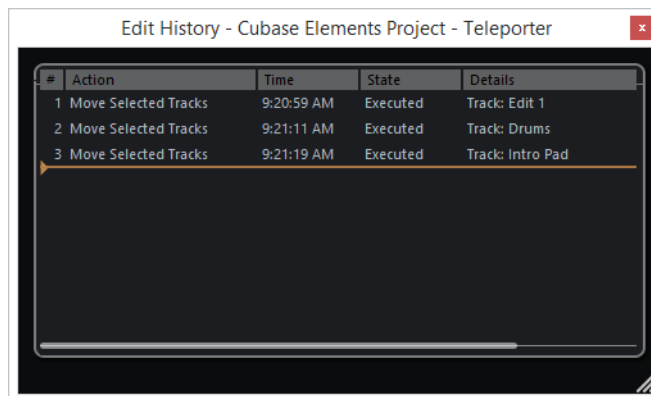 Edit History - Cubase Elements Project - Teleporter x
# Action Time State Details
1 Move Selected Tracks 9:20:59 AM Executed Track: Edit 1
2 Move Selected Tracks 9:21:11 AM Executed Track: Drums
3 Move Selected Tracks 9:21:19 AM Executed Track: Intro Pad